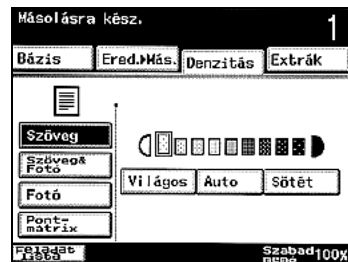 Másolásra kész.
1
Bázis
Ered.▶Más.
Denzitás
Extrák
Szöveg
Szöveg&
Fotó
Fotó
Pont-
mátrix
Világos
Auto
Sötét
Feladat
lista
Szabad 100%